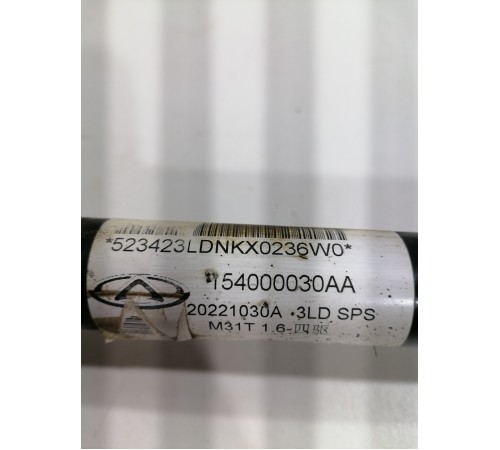 *523423LDNKX0236W0*
154000030AA
20221030A 3LD SPS
M31T 1.6-四驱